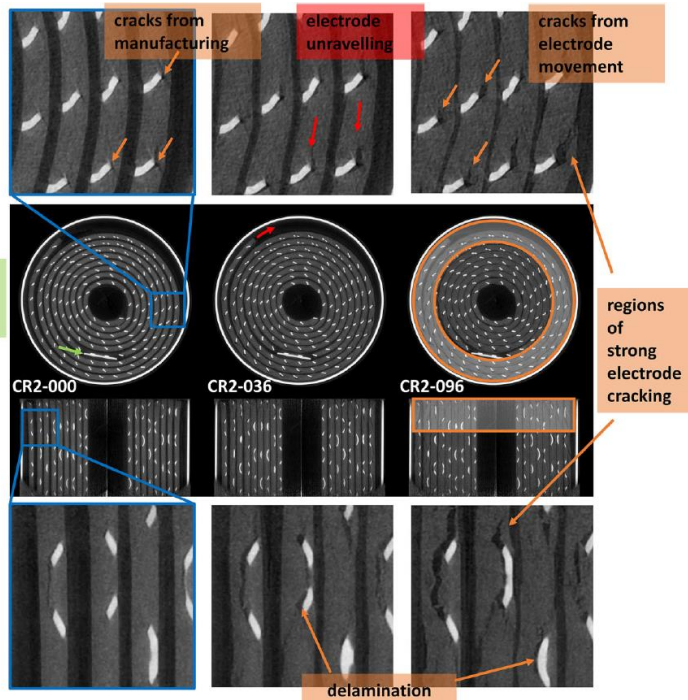 cracks from
manufacturing
electrode
unravelling
cracks from
electrode
movement
CR2-000
CR2-036
CR2-096
regions
of
strong
electrode
cracking
delamination